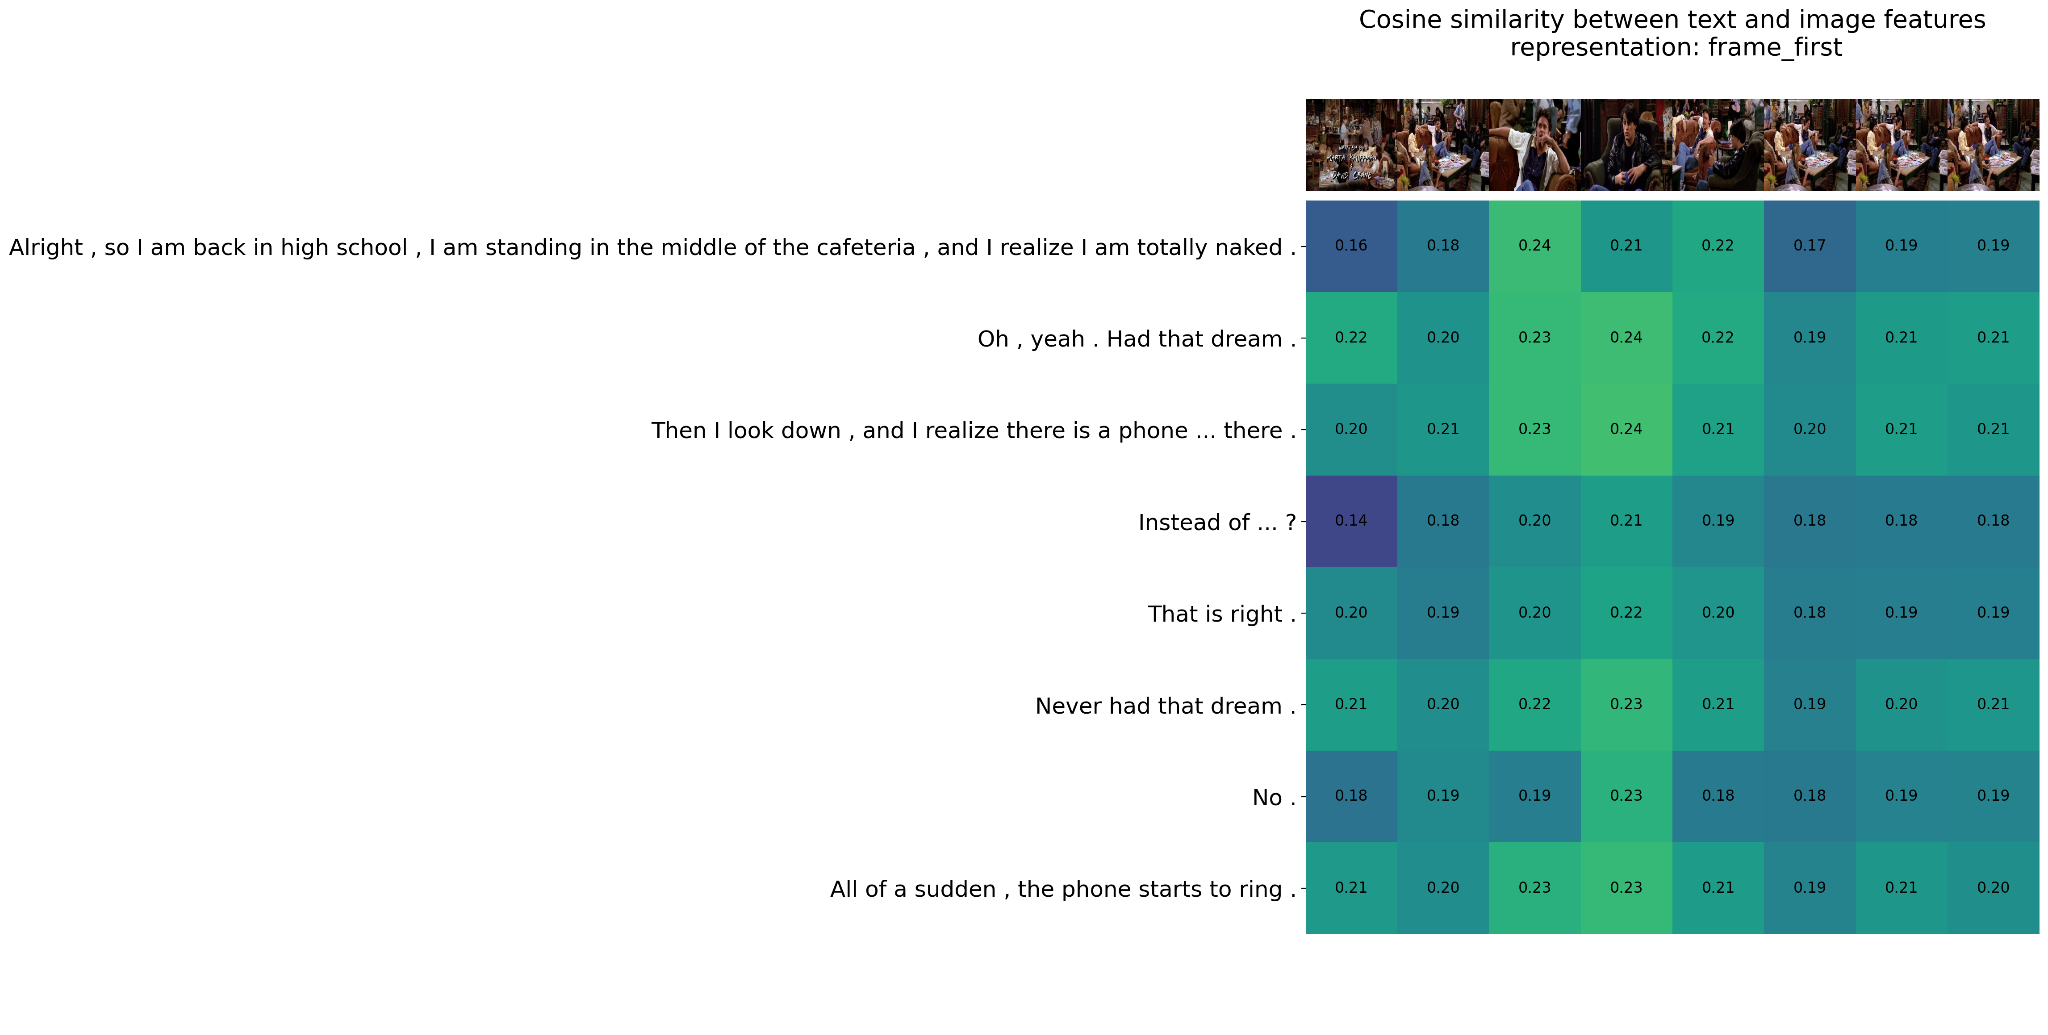 Cosine similarity between text and image features
representation: frame_first
WRITTEN BY
MARTA KAUFFMAN
&
DAVID CRANE
Alright , so I am back in high school , I am standing in the middle of the cafeteria , and I realize I am totally naked .
0.16 0.18 0.24 0.21 0.22 0.17 0.19 0.19
Oh , yeah . Had that dream .
0.22 0.20 0.23 0.24 0.22 0.19 0.21 0.21
Then I look down , and I realize there is a phone ... there .
0.20 0.21 0.23 0.24 0.21 0.20 0.21 0.21
Instead of ... ?
0.14 0.18 0.20 0.21 0.19 0.18 0.18 0.18
That is right .
0.20 0.19 0.20 0.22 0.20 0.18 0.19 0.19
Never had that dream .
0.21 0.20 0.22 0.23 0.21 0.19 0.20 0.21
No .
0.18 0.19 0.19 0.23 0.18 0.18 0.19 0.19
All of a sudden , the phone starts to ring .
0.21 0.20 0.23 0.23 0.21 0.19 0.21 0.20